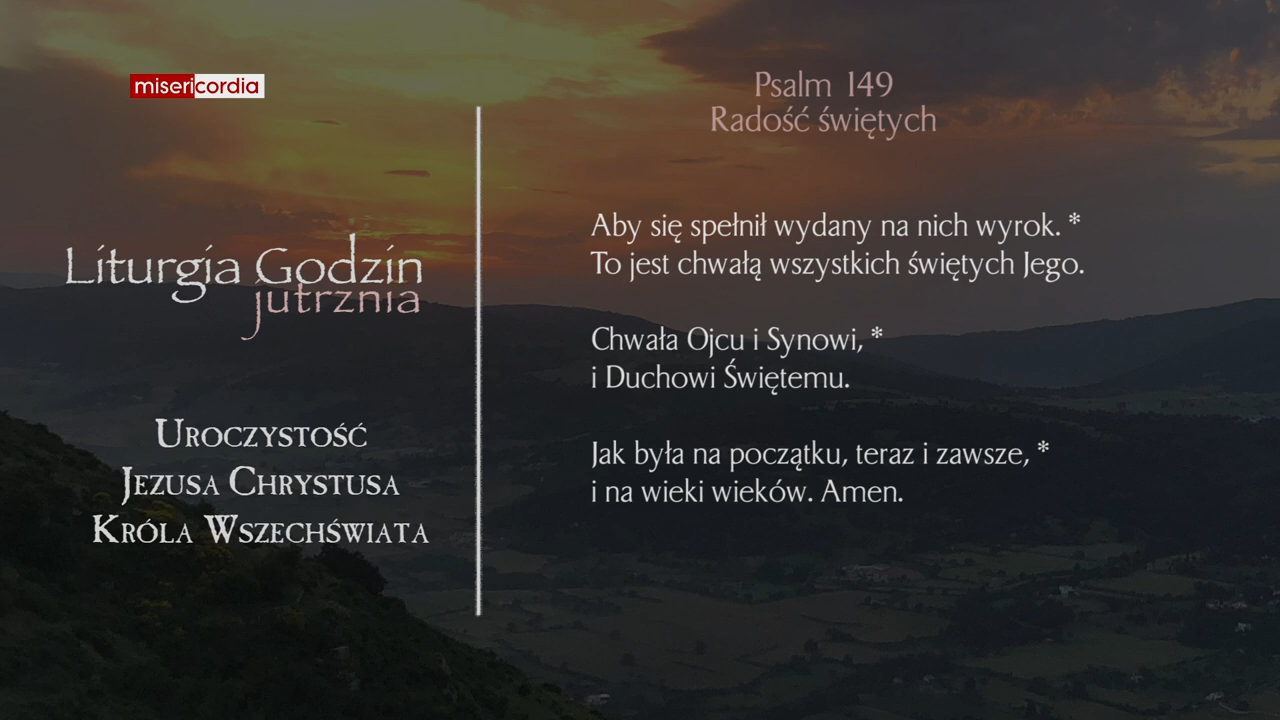 misericordia
Liturgia Godzin
jutrznia
Uroczystość
Jezusa Chrystusa
Króla Wszechświata
Psalm 149
Radość świętych
Aby się spełnił wydany na nich wyrok. *
To jest chwałą wszystkich świętych Jego.
Chwała Ojcu i Synowi, *
i Duchowi Świętemu.
Jak była na początku, teraz i zawsze, *
i na wieki wieków. Amen.